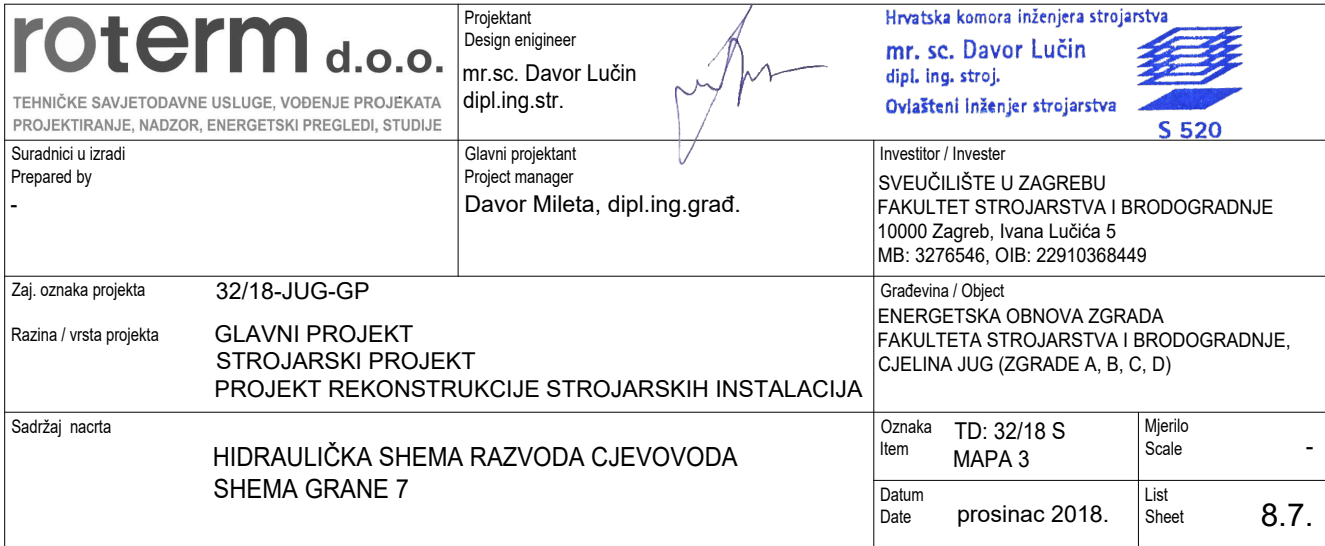 roterm d.o.o.
TEHNIČKE SAVJETODAVNE USLUGE, VOĐENJE PROJEKATA
PROJEKTIRANJE, NADZOR, ENERGETSKI PREGLEDI, STUDIJE
Projektant
Design enigineer
mr.sc. Davor Lučin
dipl.ing.str.
Hrvatska komora inženjera strojarstva
mr. sc. Davor Lučin
dipl. ing. stroj.
Ovlašteni inženjer strojarstva
S 520
Suradnici u izradi
Prepared by
-
Glavni projektant
Project manager
Davor Mileta, dipl.ing.građ.
Investitor / Invester
SVEUČILIŠTE U ZAGREBU
FAKULTET STROJARSTVA I BRODOGRADNJE
10000 Zagreb, Ivana Lučića 5
MB: 3276546, OIB: 22910368449
Zaj. oznaka projekta 32/18-JUG-GP
Razina / vrsta projekta GLAVNI PROJEKT
STROJARSKI PROJEKT
PROJEKT REKONSTRUKCIJE STROJARSKIH INSTALACIJA
Građevina / Object
ENERGETSKA OBNOVA ZGRADA
FAKULTETA STROJARSTVA I BRODOGRADNJE,
CJELINA JUG (ZGRADE A, B, C, D)
Sadržaj nacrta
HIDRAULIČKA SHEMA RAZVODA CJEVOVODA
SHEMA GRANE 7
Oznaka TD: 32/18 S
Item MAPA 3
Mjerilo
Scale -
Datum
Date prosinac 2018.
List
Sheet 8.7.